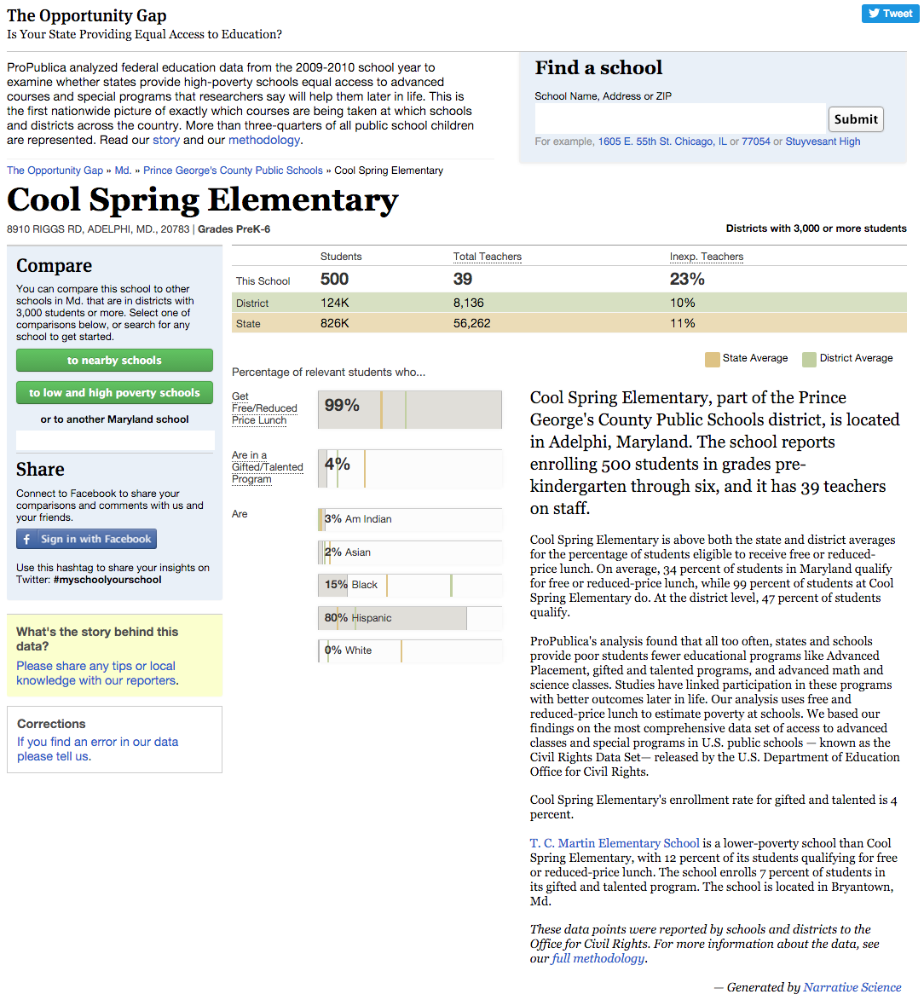 The Opportunity Gap
Is Your State Providing Equal Access to Education?
Tweet
ProPublica analyzed federal education data from the 2009-2010 school year to
examine whether states provide high-poverty schools equal access to advanced
courses and special programs that researchers say will help them later in life. This is
the first nationwide picture of exactly which courses are being taken at which schools
and districts across the country. More than three-quarters of all public school children
are represented. Read our story and our methodology.
Find a school
School Name, Address or ZIP
Submit
For example, 1605 E. 55th St. Chicago, IL or 77054 or Stuyvesant High
The Opportunity Gap » Md. » Prince George's County Public Schools » Cool Spring Elementary
Cool Spring Elementary
8910 RIGGS RD, ADELPHI, MD., 20783 | Grades PreK-6
Districts with 3,000 or more students
Compare
You can compare this school to other
schools in Md. that are in districts with
3,000 students or more. Select one of
comparisons below, or search for any
school to get started.
to nearby schools
to low and high poverty schools
or to another Maryland school
Share
Connect to Facebook to share your
comparisons and comments with us and
your friends.
Sign in with Facebook
Use this hashtag to share your insights on
Twitter: #myschoolyourschool
What's the story behind this
data?
Please share any tips or local
knowledge with our reporters.
Corrections
If you find an error in our data
please tell us.
Students Total Teachers Inexp. Teachers
This School 500 39 23%
District 124K 8,136 10%
State 826K 56,262 11%
State Average District Average
Percentage of relevant students who...
Get
Free/Reduced
Price Lunch
99%
Are in a
Gifted/Talented
Program
4%
Are
3% Am Indian
2% Asian
15% Black
80% Hispanic
0% White
Cool Spring Elementary, part of the Prince
George's County Public Schools district, is located
in Adelphi, Maryland. The school reports
enrolling 500 students in grades pre-
kindergarten through six, and it has 39 teachers
on staff.
Cool Spring Elementary is above both the state and district averages
for the percentage of students eligible to receive free or reduced-
price lunch. On average, 34 percent of students in Maryland qualify
for free or reduced-price lunch, while 99 percent of students at Cool
Spring Elementary do. At the district level, 47 percent of students
qualify.
ProPublica's analysis found that all too often, states and schools
provide poor students fewer educational programs like Advanced
Placement, gifted and talented programs, and advanced math and
science classes. Studies have linked participation in these programs
with better outcomes later in life. Our analysis uses free and
reduced-price lunch to estimate poverty at schools. We based our
findings on the most comprehensive data set of access to advanced
classes and special programs in U.S. public schools — known as the
Civil Rights Data Set— released by the U.S. Department of Education
Office for Civil Rights.
Cool Spring Elementary's enrollment rate for gifted and talented is 4
percent.
T. C. Martin Elementary School is a lower-poverty school than Cool
Spring Elementary, with 12 percent of its students qualifying for free
or reduced-price lunch. The school enrolls 7 percent of students in
its gifted and talented program. The school is located in Bryantown,
Md.
These data points were reported by schools and districts to the
Office for Civil Rights. For more information about the data, see
our full methodology.
— Generated by Narrative Science